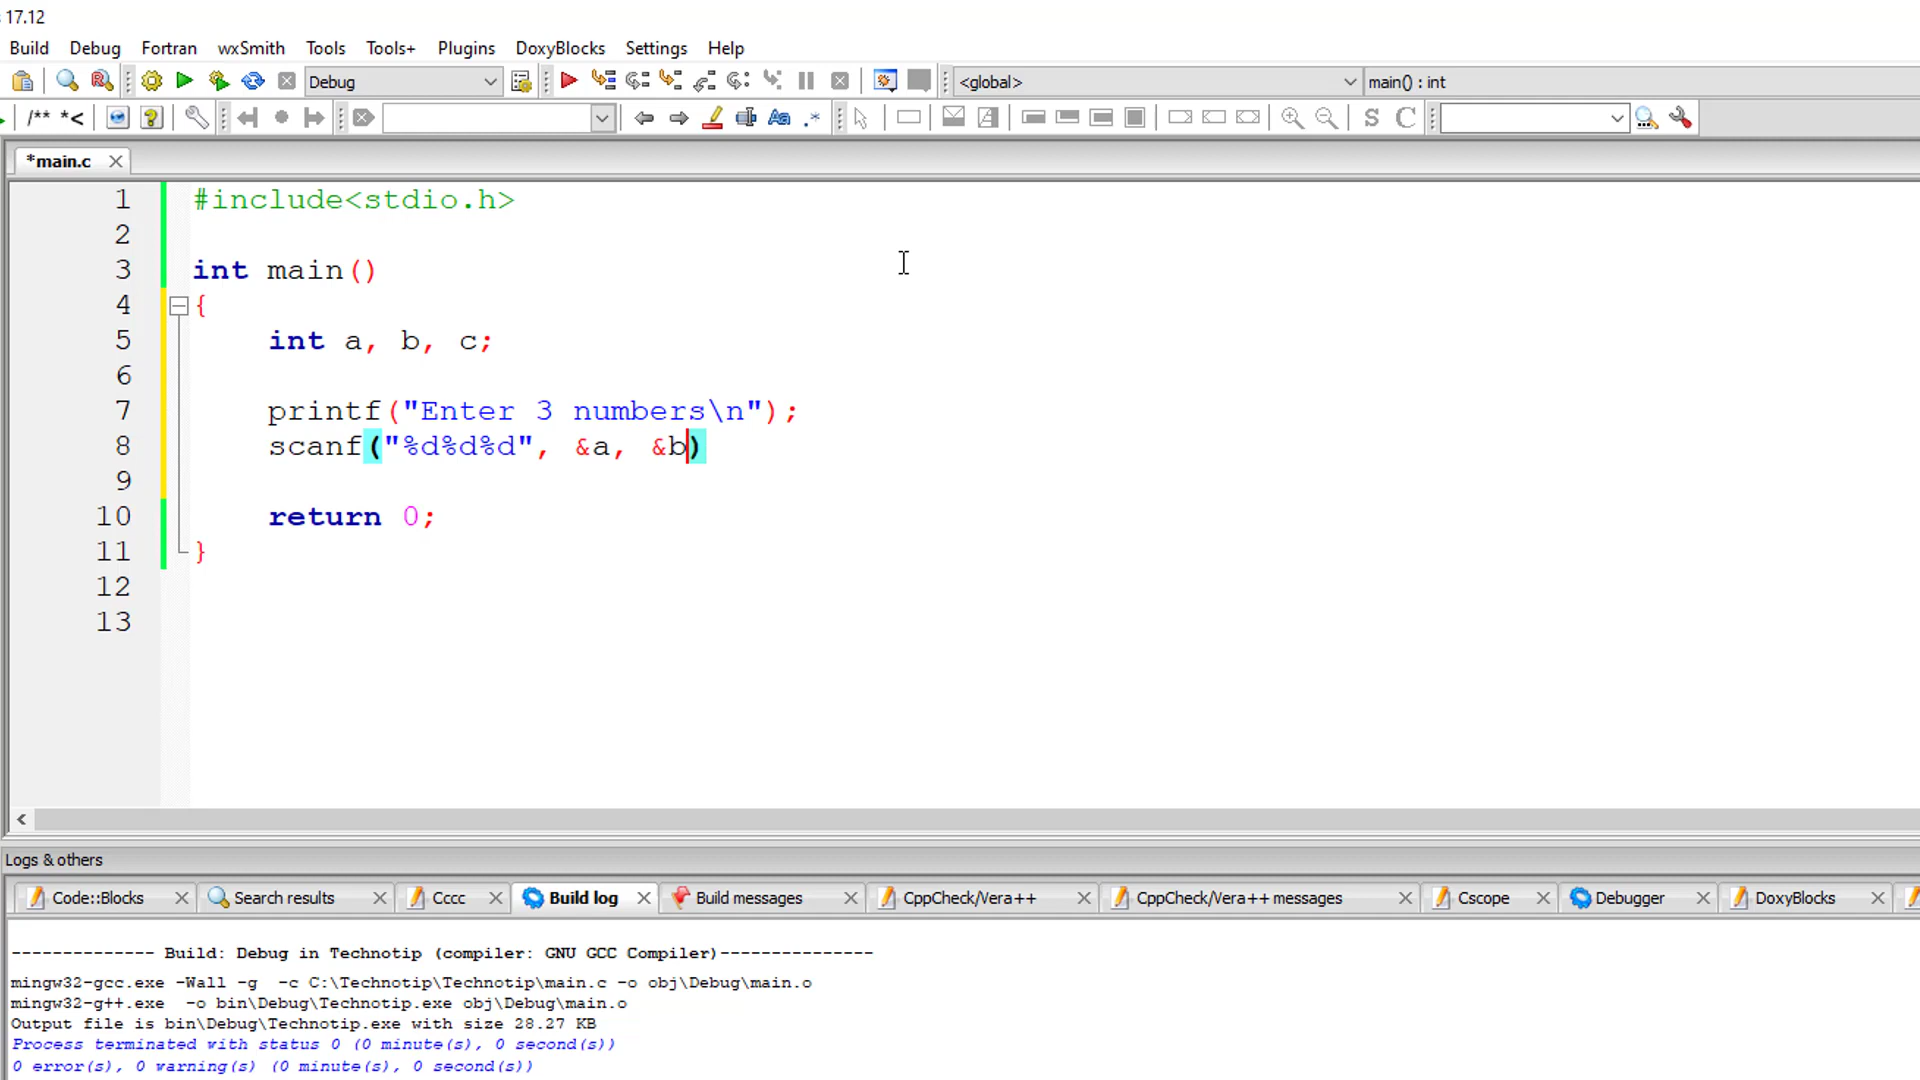 17.12
Build Debug Fortran wxSmith Tools Tools+ Plugins DoxyBlocks Settings Help
Debug <global> main() : int
/** *< Aa .* S C
*main.c
1 #include<stdio.h>
2
3 int main()
4 {
5 int a, b, c;
6
7 printf("Enter 3 numbers\n");
8 scanf("%d%d%d", &a, &b)
9
10 return 0;
11 }
12
13
Logs & others
Code::Blocks Search results Cccc Build log Build messages CppCheck/Vera++ CppCheck/Vera++ messages Cscope Debugger DoxyBlocks
-------------- Build: Debug in Technotip (compiler: GNU GCC Compiler)---------------
mingw32-gcc.exe -Wall -g  -c C:\Technotip\Technotip\main.c -o obj\Debug\main.o
mingw32-g++.exe  -o bin\Debug\Technotip.exe obj\Debug\main.o
Output file is bin\Debug\Technotip.exe with size 28.27 KB
Process terminated with status 0 (0 minute(s), 0 second(s))
0 error(s), 0 warning(s) (0 minute(s), 0 second(s))